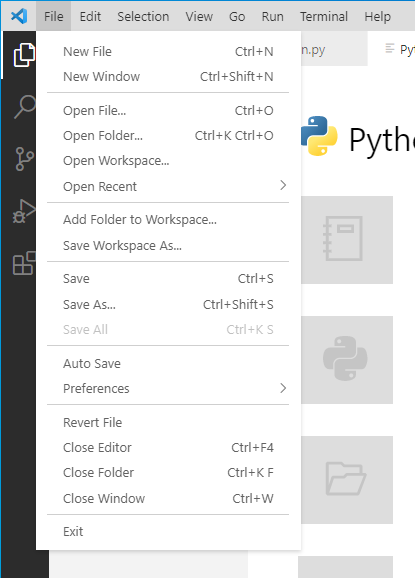 File Edit Selection View Go Run Terminal Help
New File Ctrl+N
New Window Ctrl+Shift+N
Open File... Ctrl+O
Open Folder... Ctrl+K Ctrl+O
Open Workspace...
Open Recent
Add Folder to Workspace...
Save Workspace As...
Save Ctrl+S
Save As... Ctrl+Shift+S
Save All Ctrl+K S
Auto Save
Preferences
Revert File
Close Editor Ctrl+F4
Close Folder Ctrl+K F
Close Window Ctrl+W
Exit
n.py
Pyth
Pytho